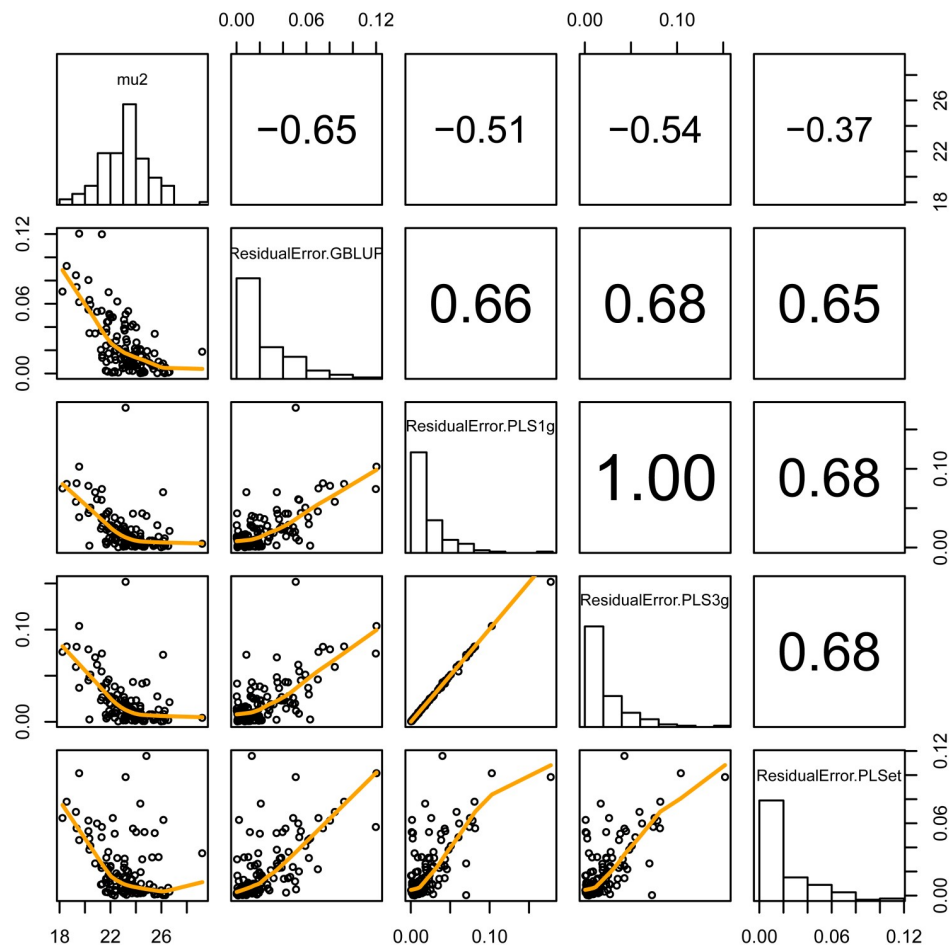 0.00 0.06 0.12 0.00 0.10
mu2
−0.65
−0.51
−0.54
−0.37
18 22 26
0.00 0.06 0.12
ResidualError.GBLUP
0.66
0.68
0.65
ResidualError.PLS1g
1.00
0.68
0.00 0.10
0.00 0.10
ResidualError.PLS3g
0.68
ResidualError.PLSet
0.00 0.06 0.12
18 22 26
0.00 0.10
0.00 0.06 0.12